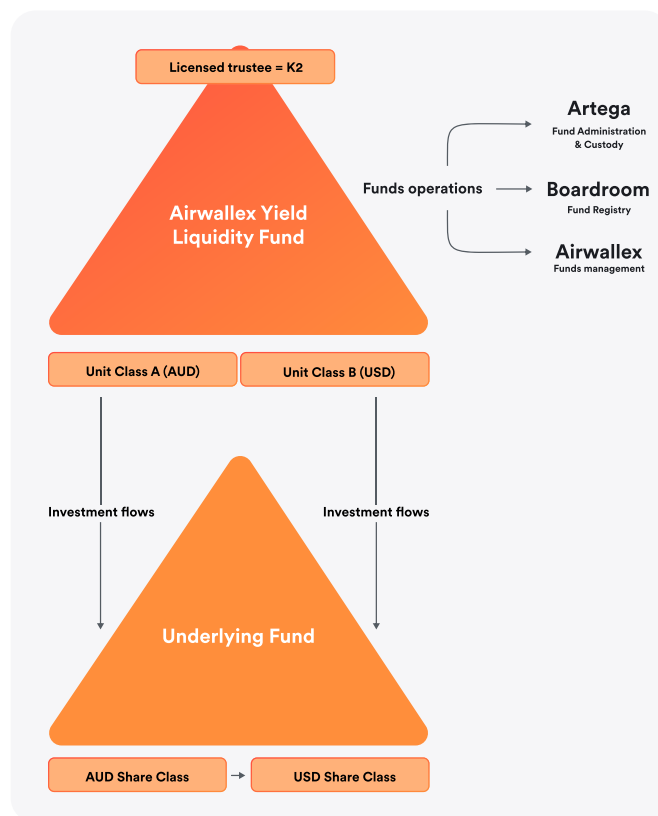 Licensed trustee = K2
Airwallex Yield
Liquidity Fund
Funds operations
Artega
Fund Administration
& Custody
Boardroom
Fund Registry
Airwallex
Funds management
Unit Class A (AUD)
Unit Class B (USD)
Investment flows
Investment flows
Underlying Fund
AUD Share Class
USD Share Class